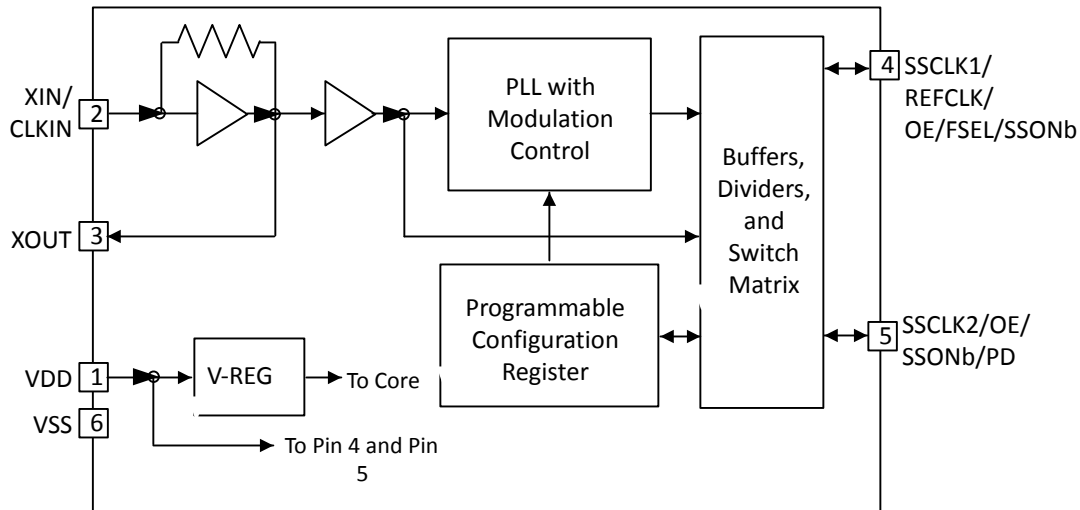 XIN/
CLKIN
2
XOUT
3
VDD
1
VSS
6
PLL with
Modulation
Control
Programmable
Configuration
Register
V-REG
To Core
To Pin 4 and Pin
5
Buffers,
Dividers,
and
Switch
Matrix
4
SSCLK1/
REFCLK/
OE/FSEL/SSONb
5
SSCLK2/OE/
SSONb/PD